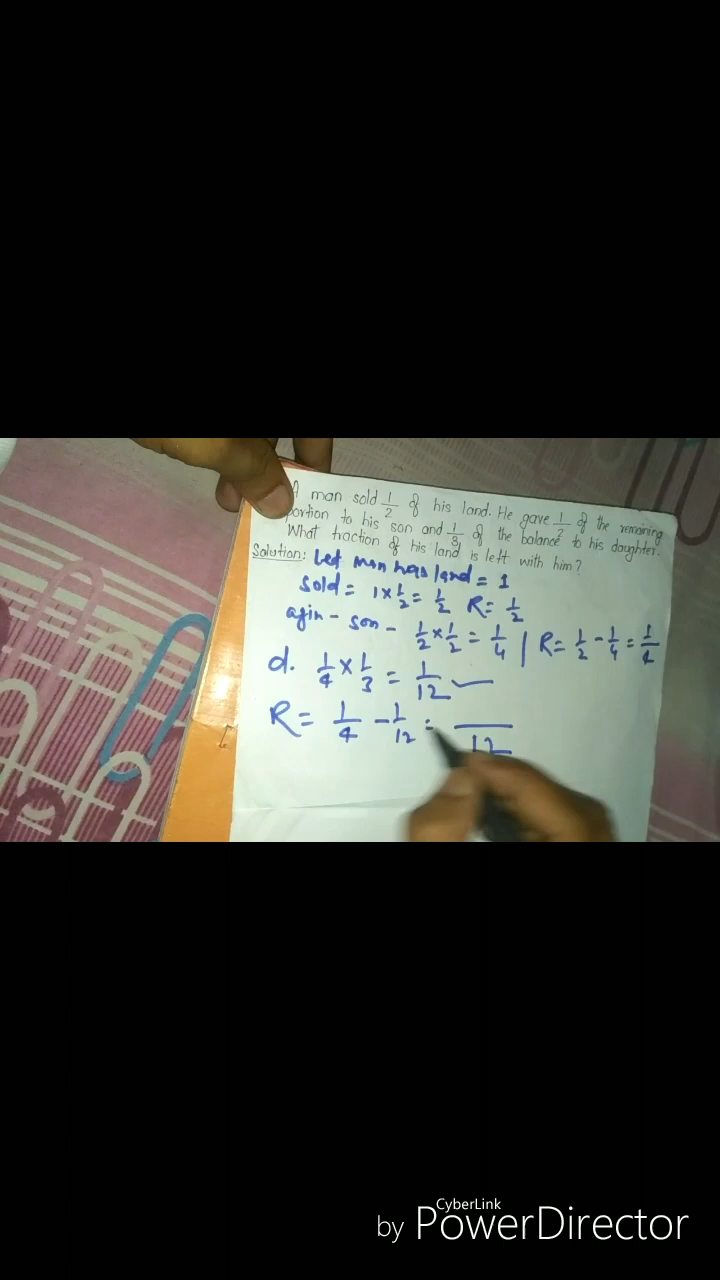 A man sold 1/2 of his land. He gave 1/2 of the remaining
portion to his son and 1/3 of the balance to his daughter.
What fraction of his land is left with him?
Solution: Let man has land = 1
Sold = 1 x 1/2 = 1/2 R = 1/2
agin - son - 1/2 x 1/2 = 1/4 | R = 1/2 - 1/4 = 1/4
d. 1/4 x 1/3 = 1/12
R = 1/4 - 1/12 = /12
by CyberLink PowerDirector